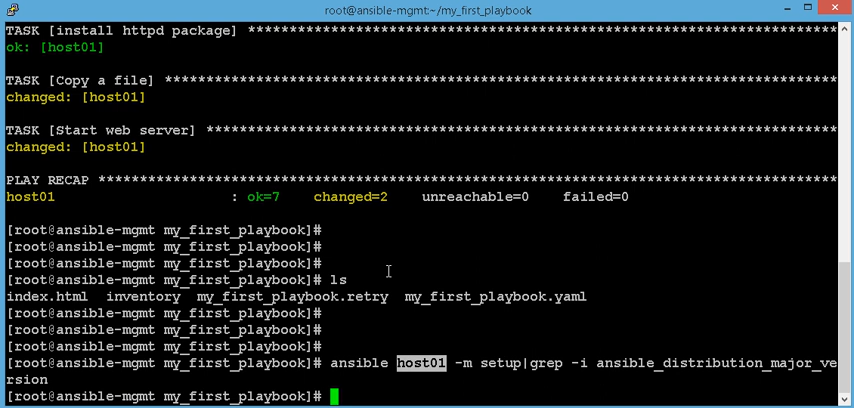 root@ansible-mgmt:~/my_first_playbook
TASK [install httpd package] ***********************************************************************
ok: [host01]
TASK [Copy a file] *********************************************************************************
changed: [host01]
TASK [Start web server] ****************************************************************************
changed: [host01]
PLAY RECAP *****************************************************************************************
host01 : ok=7 changed=2 unreachable=0 failed=0
[root@ansible-mgmt my_first_playbook]#
[root@ansible-mgmt my_first_playbook]#
[root@ansible-mgmt my_first_playbook]#
[root@ansible-mgmt my_first_playbook]# ls
index.html inventory my_first_playbook.retry my_first_playbook.yaml
[root@ansible-mgmt my_first_playbook]#
[root@ansible-mgmt my_first_playbook]#
[root@ansible-mgmt my_first_playbook]#
[root@ansible-mgmt my_first_playbook]# ansible host01 -m setup|grep -i ansible_distribution_major_ve
rsion
[root@ansible-mgmt my_first_playbook]#